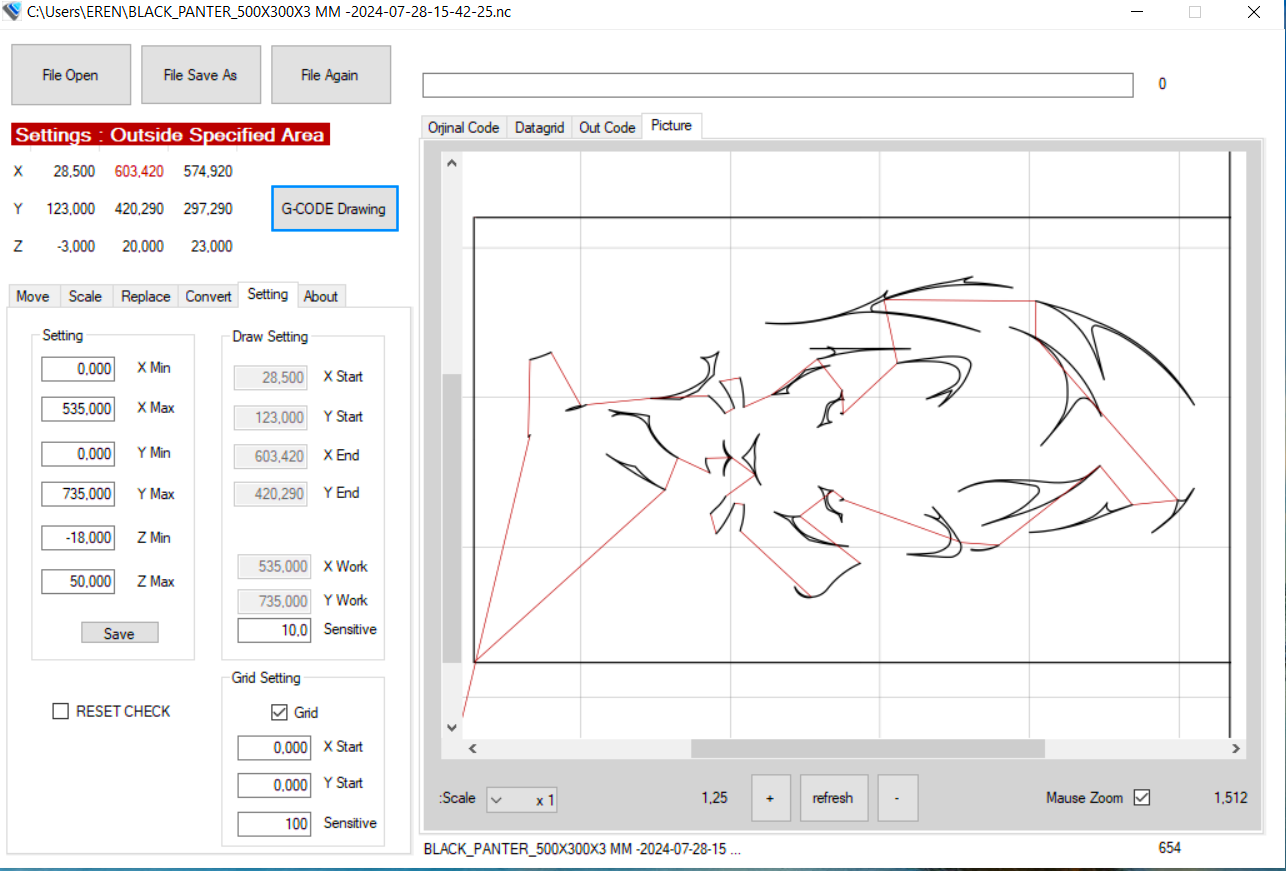 C:\Users\EREN\BLACK_PANTER_500X300X3 MM -2024-07-28-15-42-25.nc
File Open File Save As File Again
0
Settings : Outside Specified Area
Orjinal Code Datagrid Out Code Picture
X 28,500 603,420 574,920
Y 123,000 420,290 297,290
G-CODE Drawing
Z -3,000 20,000 23,000
Move Scale Replace Convert Setting About
Setting
0,000 X Min
535,000 X Max
0,000 Y Min
735,000 Y Max
-18,000 Z Min
50,000 Z Max
Save
RESET CHECK
Draw Setting
28,500 X Start
123,000 Y Start
603,420 X End
420,290 Y End
535,000 X Work
735,000 Y Work
10,0 Sensitive
Grid Setting
Grid
0,000 X Start
0,000 Y Start
100 Sensitive
:Scale x 1 1,25 + refresh - Mause Zoom 1,512
BLACK_PANTER_500X300X3 MM -2024-07-28-15 ... 654